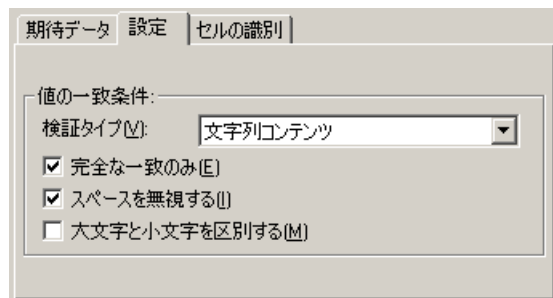 期待データ 設定 セルの識別
値の一致条件:
検証タイプ(V): 文字列コンテンツ
完全な一致のみ(E)
スペースを無視する(I)
大文字と小文字を区別する(M)